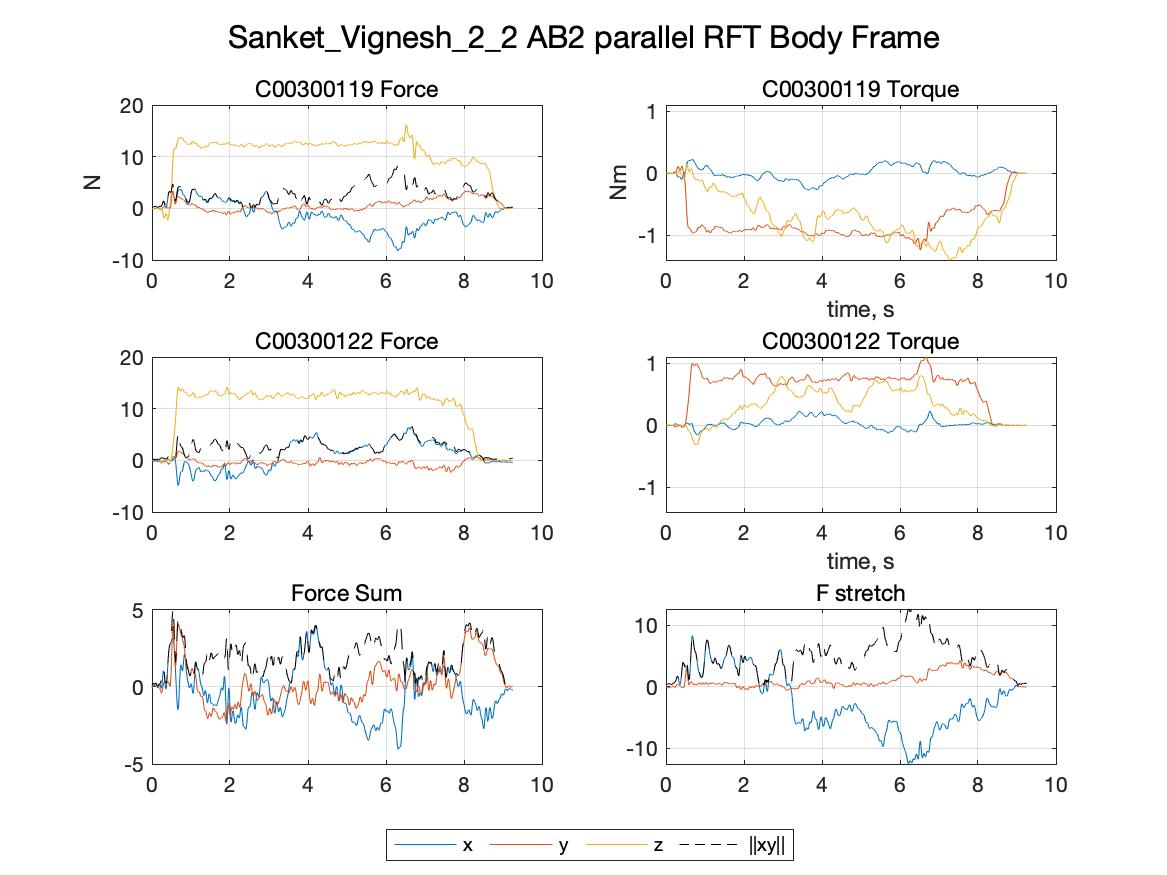 Sanket_Vignesh_2_2 AB2 parallel RFT Body Frame
C00300119 Force
20
10
0
-10
N
0 2 4 6 8 10
C00300119 Torque
1
0
-1
Nm
0 2 4 6 8 10
time, s
C00300122 Force
20
10
0
-10
0 2 4 6 8 10
C00300122 Torque
1
0
-1
0 2 4 6 8 10
time, s
Force Sum
5
0
-5
0 2 4 6 8 10
F stretch
10
0
-10
0 2 4 6 8 10
x y z ||xy||